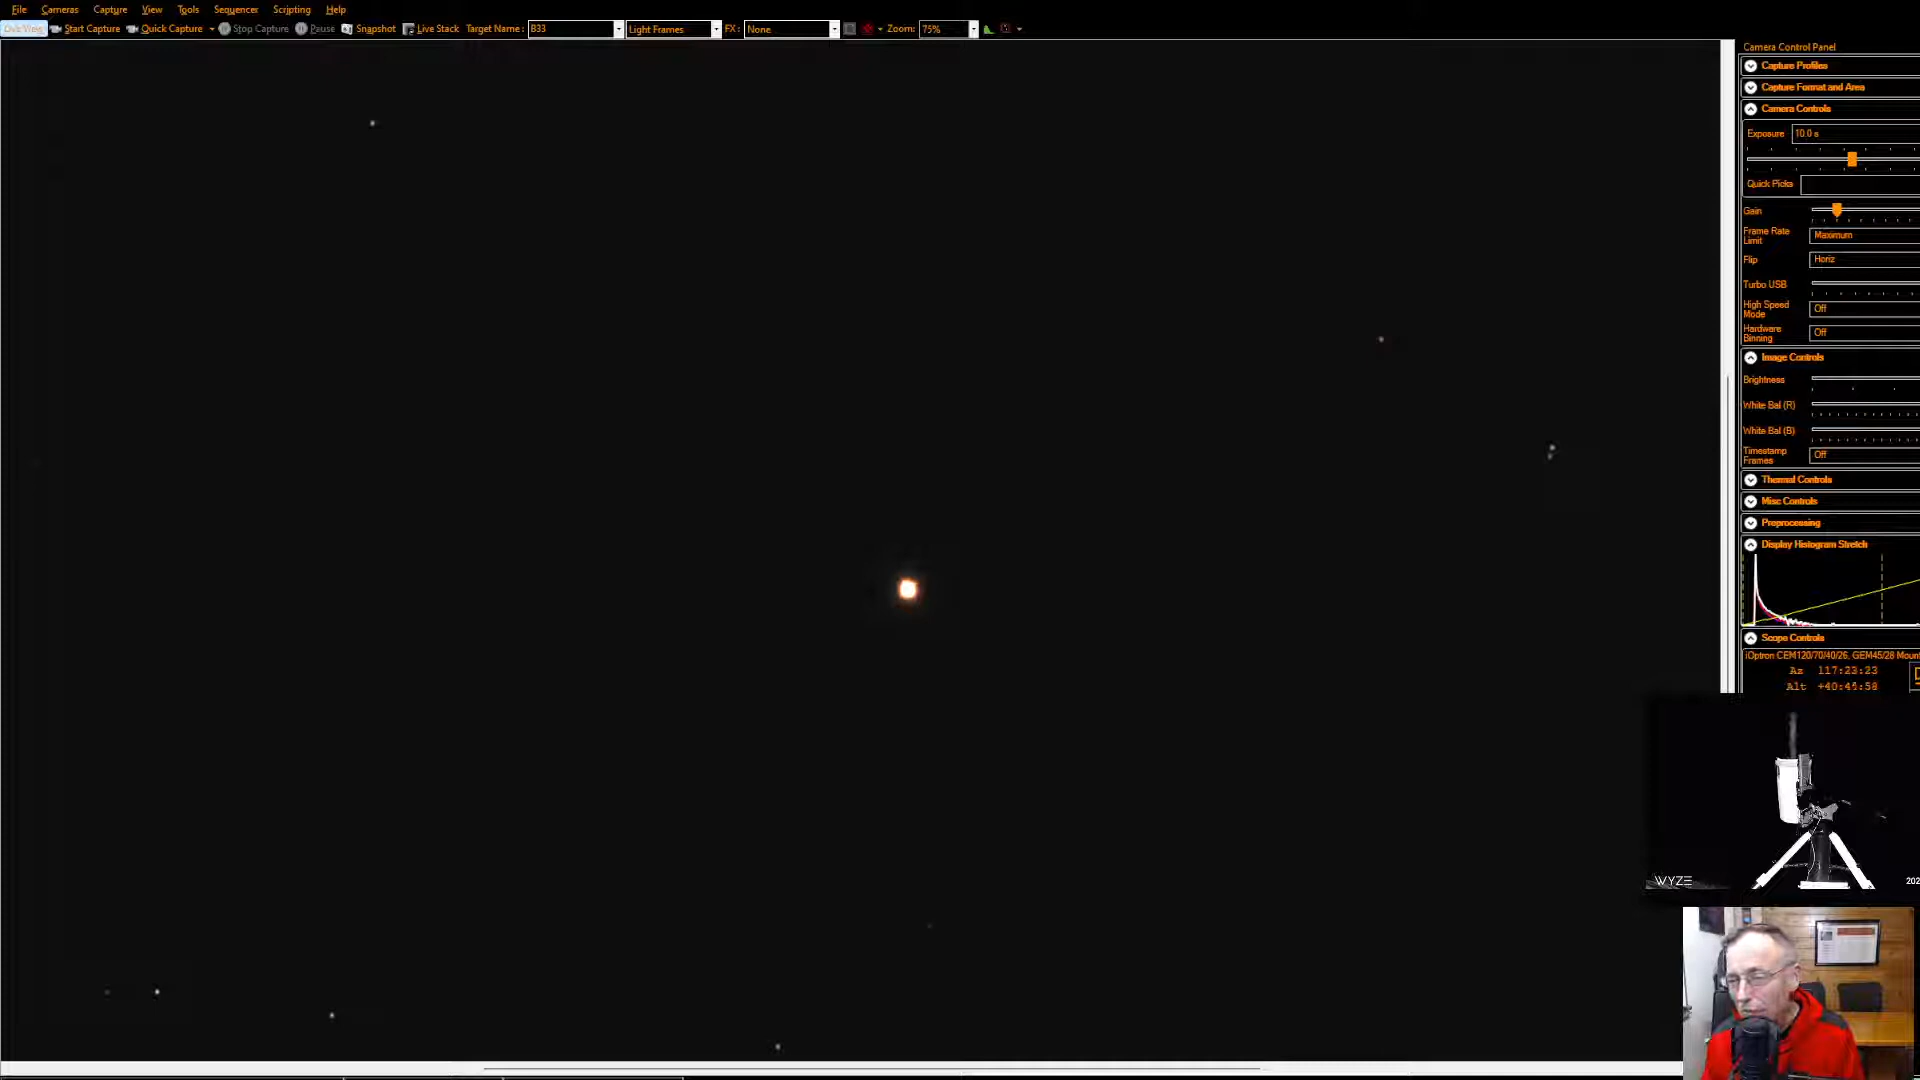 File Cameras Capture View Tools Sequencer Scripting Help
Live View Start Capture Quick Capture Stop Capture Pause Snapshot Live Stack Target Name : B33 Light Frames FX : None Zoom: 75%
Camera Control Panel
Capture Profiles
Capture Format and Area
Camera Controls
Exposure 10.0 s
Quick Picks
Gain
Frame Rate Limit Maximum
Flip Horiz
Turbo USB
High Speed Mode Off
Hardware Binning Off
Image Controls
Brightness
White Bal (R)
White Bal (B)
Timestamp Frames Off
Thermal Controls
Misc Controls
Preprocessing
Display Histogram Stretch
Scope Controls
iOptron CEM120/70/40/26, GEM45/28 Moun
Az 117:23:23
Alt +40:44:58
WYZE 202